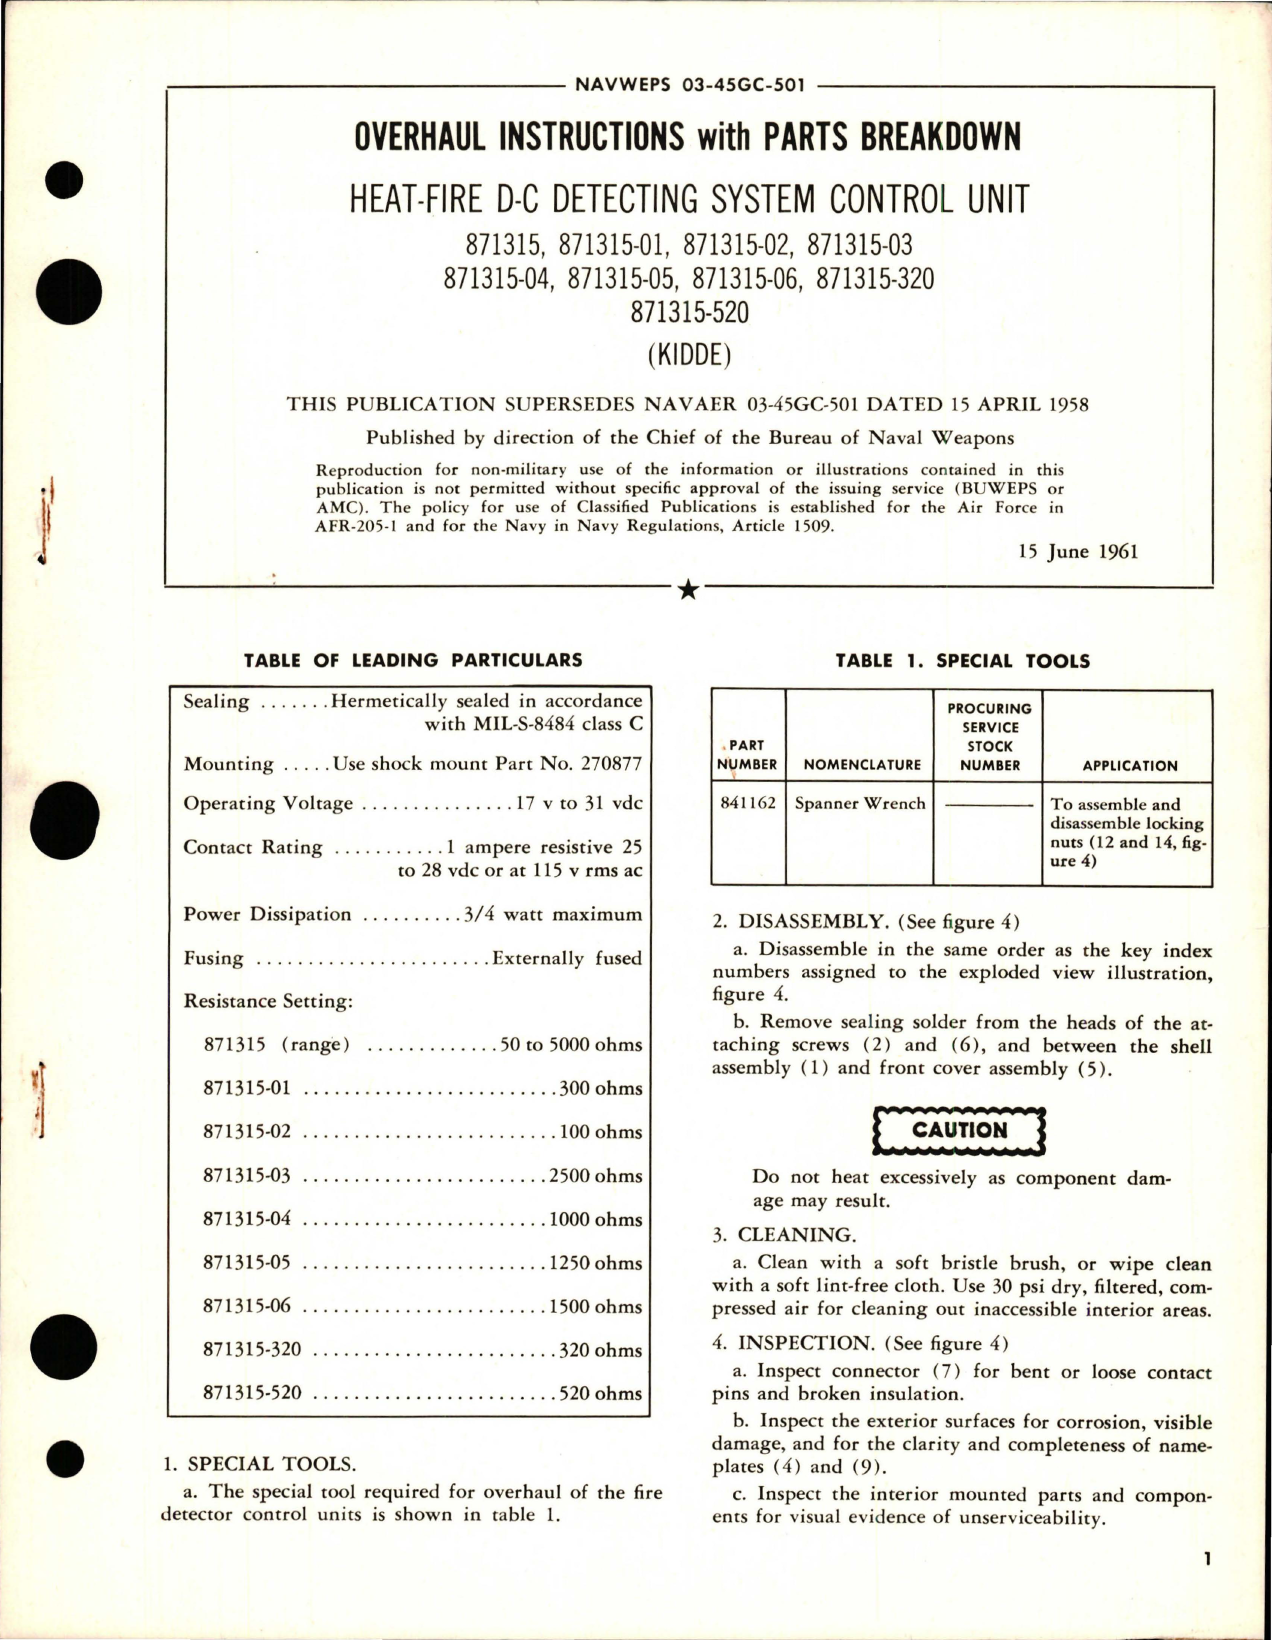 NAVWEPS 03-45GC-501
OVERHAUL INSTRUCTIONS with PARTS BREAKDOWN
HEAT-FIRE D-C DETECTING SYSTEM CONTROL UNIT
871315, 871315-01, 871315-02, 871315-03
871315-04, 871315-05, 871315-06, 871315-320
871315-520
(KIDDE)
THIS PUBLICATION SUPERSEDES NAVAER 03-45GC-501 DATED 15 APRIL 1958
Published by direction of the Chief of the Bureau of Naval Weapons
Reproduction for non-military use of the information or illustrations contained in this
publication is not permitted without specific approval of the issuing service (BUWEPS or
AMC). The policy for use of Classified Publications is established for the Air Force in
AFR-205-1 and for the Navy in Navy Regulations, Article 1509.
15 June 1961
TABLE OF LEADING PARTICULARS
Sealing .......Hermetically sealed in accordance
with MIL-S-8484 class C
Mounting .....Use shock mount Part No. 270877
Operating Voltage ...............17 v to 31 vdc
Contact Rating ...........1 ampere resistive 25
to 28 vdc or at 115 v rms ac
Power Dissipation ..........3/4 watt maximum
Fusing .......................Externally fused
Resistance Setting:
871315 (range) .............50 to 5000 ohms
871315-01 .........................300 ohms
871315-02 .........................100 ohms
871315-03 ........................2500 ohms
871315-04 ........................1000 ohms
871315-05 ........................1250 ohms
871315-06 ........................1500 ohms
871315-320 ........................320 ohms
871315-520 ........................520 ohms
1. SPECIAL TOOLS.
a. The special tool required for overhaul of the fire
detector control units is shown in table 1.
TABLE 1. SPECIAL TOOLS
PART
NUMBER
NOMENCLATURE
PROCURING
SERVICE
STOCK
NUMBER
APPLICATION
841162
Spanner Wrench
To assemble and
disassemble locking
nuts (12 and 14, fig-
ure 4)
2. DISASSEMBLY. (See figure 4)
a. Disassemble in the same order as the key index
numbers assigned to the exploded view illustration,
figure 4.
b. Remove sealing solder from the heads of the at-
taching screws (2) and (6), and between the shell
assembly (1) and front cover assembly (5).
CAUTION
Do not heat excessively as component dam-
age may result.
3. CLEANING.
a. Clean with a soft bristle brush, or wipe clean
with a soft lint-free cloth. Use 30 psi dry, filtered, com-
pressed air for cleaning out inaccessible interior areas.
4. INSPECTION. (See figure 4)
a. Inspect connector (7) for bent or loose contact
pins and broken insulation.
b. Inspect the exterior surfaces for corrosion, visible
damage, and for the clarity and completeness of name-
plates (4) and (9).
c. Inspect the interior mounted parts and compon-
ents for visual evidence of unserviceability.
1